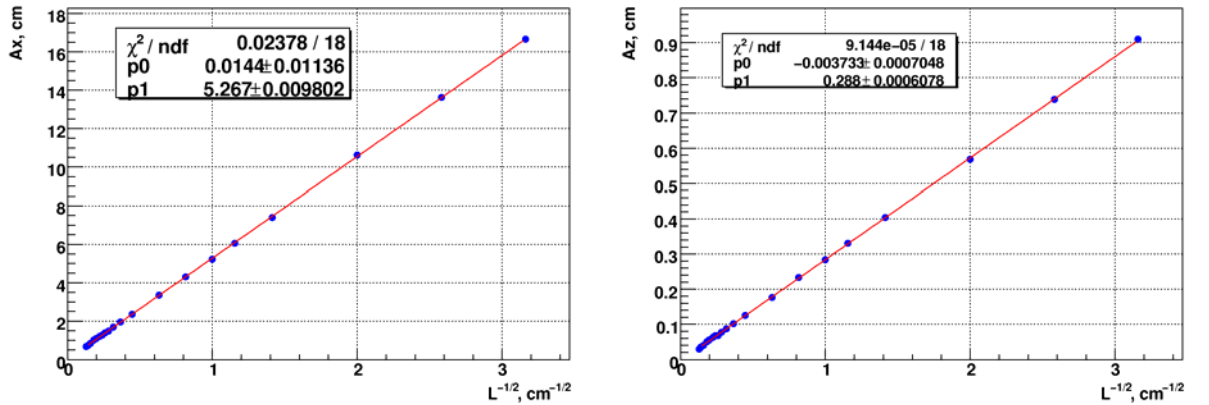 Ax, cm
18
16
14
12
10
8
6
4
2
0
χ²/ ndf 0.02378 / 18
p0 0.0144±0.01136
p1 5.267±0.009802
0 1 2 3
L⁻¹/², cm⁻¹/²
Az, cm
0.9
0.8
0.7
0.6
0.5
0.4
0.3
0.2
0.1
0
χ²/ ndf 9.144e−05 / 18
p0 −0.003733± 0.0007048
p1 0.288± 0.0006078
0 1 2 3
L⁻¹/², cm⁻¹/²